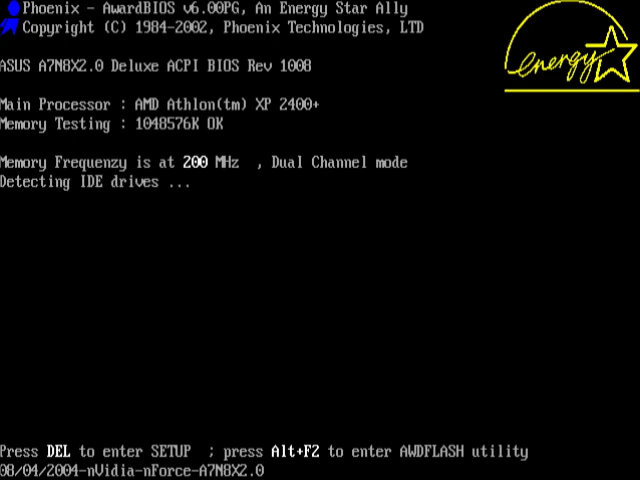 Phoenix - AwardBIOS v6.00PG, An Energy Star Ally
Copyright (C) 1984-2002, Phoenix Technologies, LTD
energy
ASUS A7N8X2.0 Deluxe ACPI BIOS Rev 1008
Main Processor : AMD Athlon(tm) XP 2400+
Memory Testing : 1048576K OK
Memory Frequenzy is at 200 MHz , Dual Channel mode
Detecting IDE drives ...
Press DEL to enter SETUP ; press Alt+F2 to enter AWDFLASH utility
08/04/2004-nVidia-nForce-A7N8X2.0